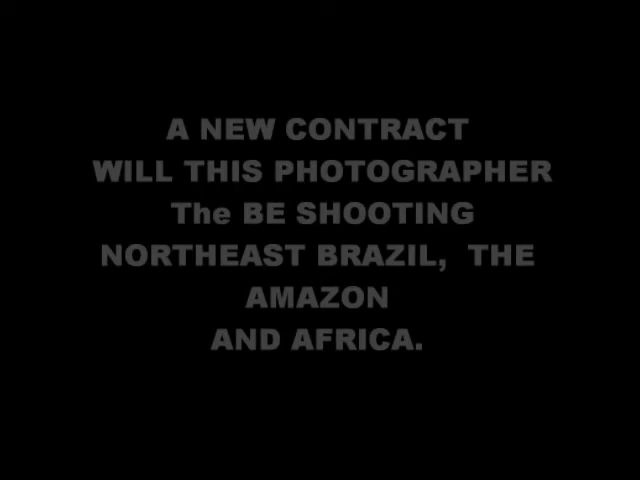 A NEW CONTRACT
WILL THIS PHOTOGRAPHER
The BE SHOOTING
NORTHEAST BRAZIL, THE
AMAZON
AND AFRICA.